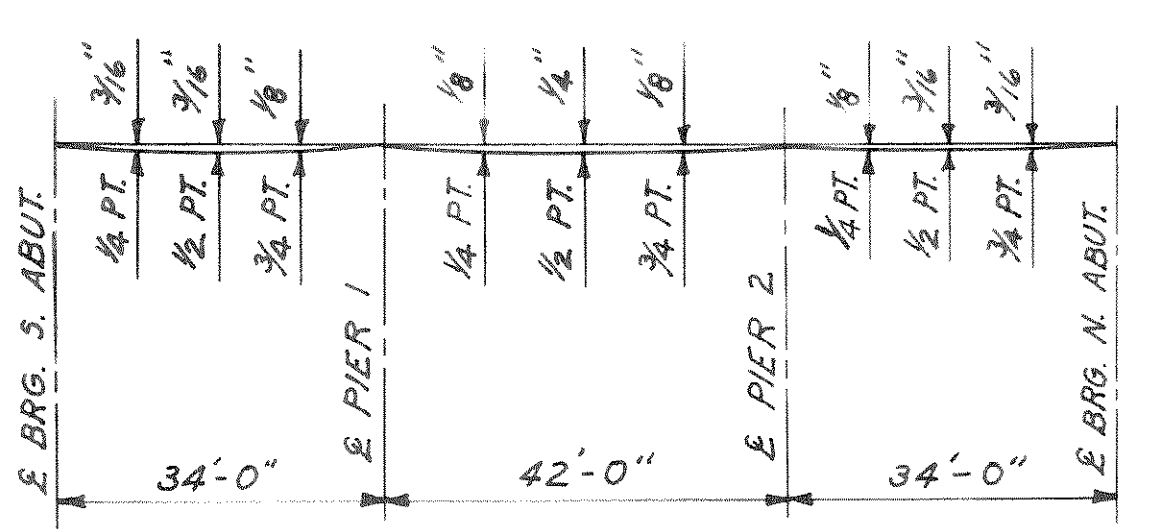 3/16"
3/16"
1/8"
1/8"
1/4"
1/8"
1/8"
3/16"
3/16"
1/4 PT.
1/2 PT.
3/4 PT.
1/4 PT.
1/2 PT.
3/4 PT.
1/4 PT.
1/2 PT.
3/4 PT.
℄ BRG. S. ABUT.
℄ PIER 1
℄ PIER 2
℄ BRG. N. ABUT.
34'-0"
42'-0"
34'-0"